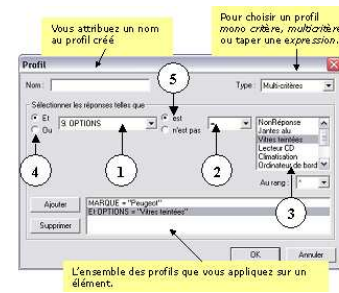 Vous attribuez un nom
au profil créé
Pour choisir un profil
mono critère, multicritère
ou taper une expression.
Profil
Nom :
Type :
Multi-critères
Sélectionner les réponses telles que
5
Et
Ou
9. OPTIONS
est
n'est pas
=
NonRéponse
Jantes alu
Vitres teintées
Lecteur CD
Climatisation
Ordinateur de bord
4
1
2
3
Au rang :
*
Ajouter
Supprimer
MARQUE = "Peugeot"
Et OPTIONS = "Vitres teintées"
OK
Annuler
L'ensemble des profils que vous appliquez sur un
élément.